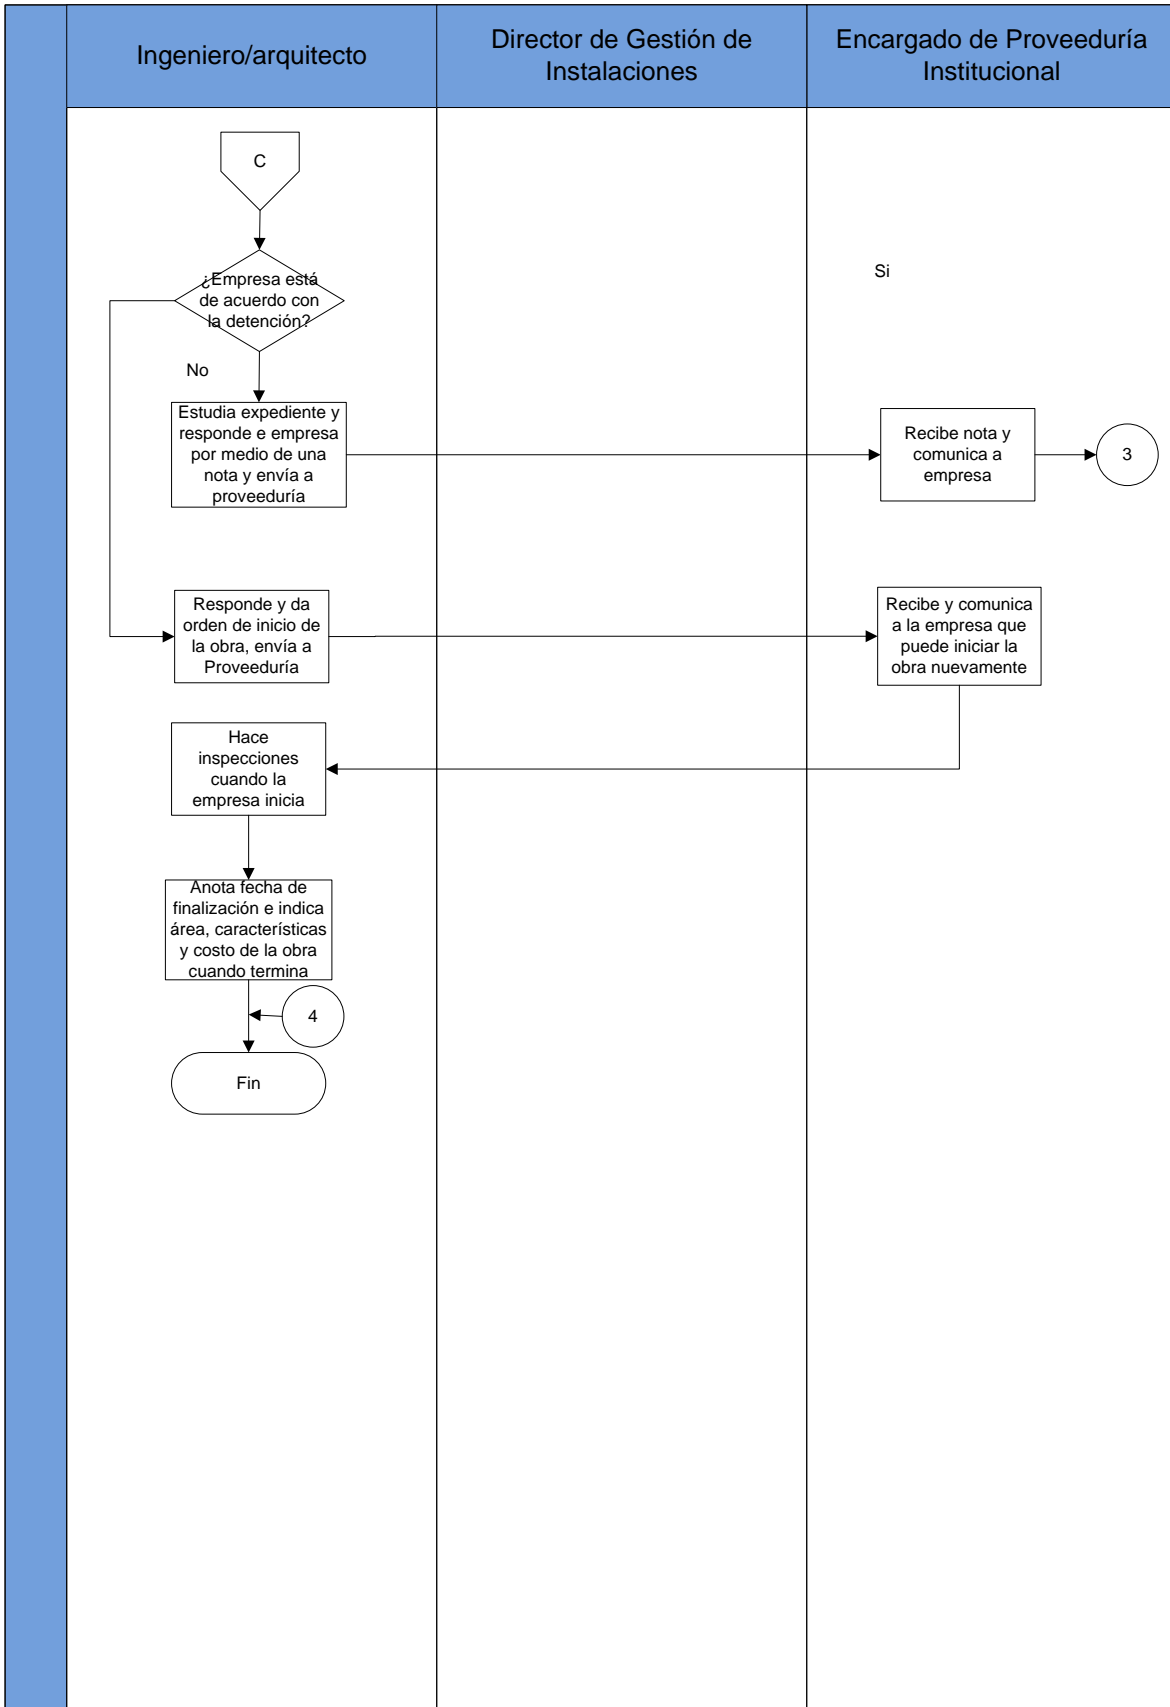 Ingeniero/arquitecto
Director de Gestión de
Instalaciones
Encargado de Proveeduría
Institucional
C
¿Empresa está
de acuerdo con
la detención?
Si
No
Estudia expediente y
responde e empresa
por medio de una
nota y envía a
proveeduría
Recibe nota y
comunica a
empresa
3
Responde y da
orden de inicio de
la obra, envía a
Proveeduría
Recibe y comunica
a la empresa que
puede iniciar la
obra nuevamente
Hace
inspecciones
cuando la
empresa inicia
Anota fecha de
finalización e indica
área, características
y costo de la obra
cuando termina
4
Fin